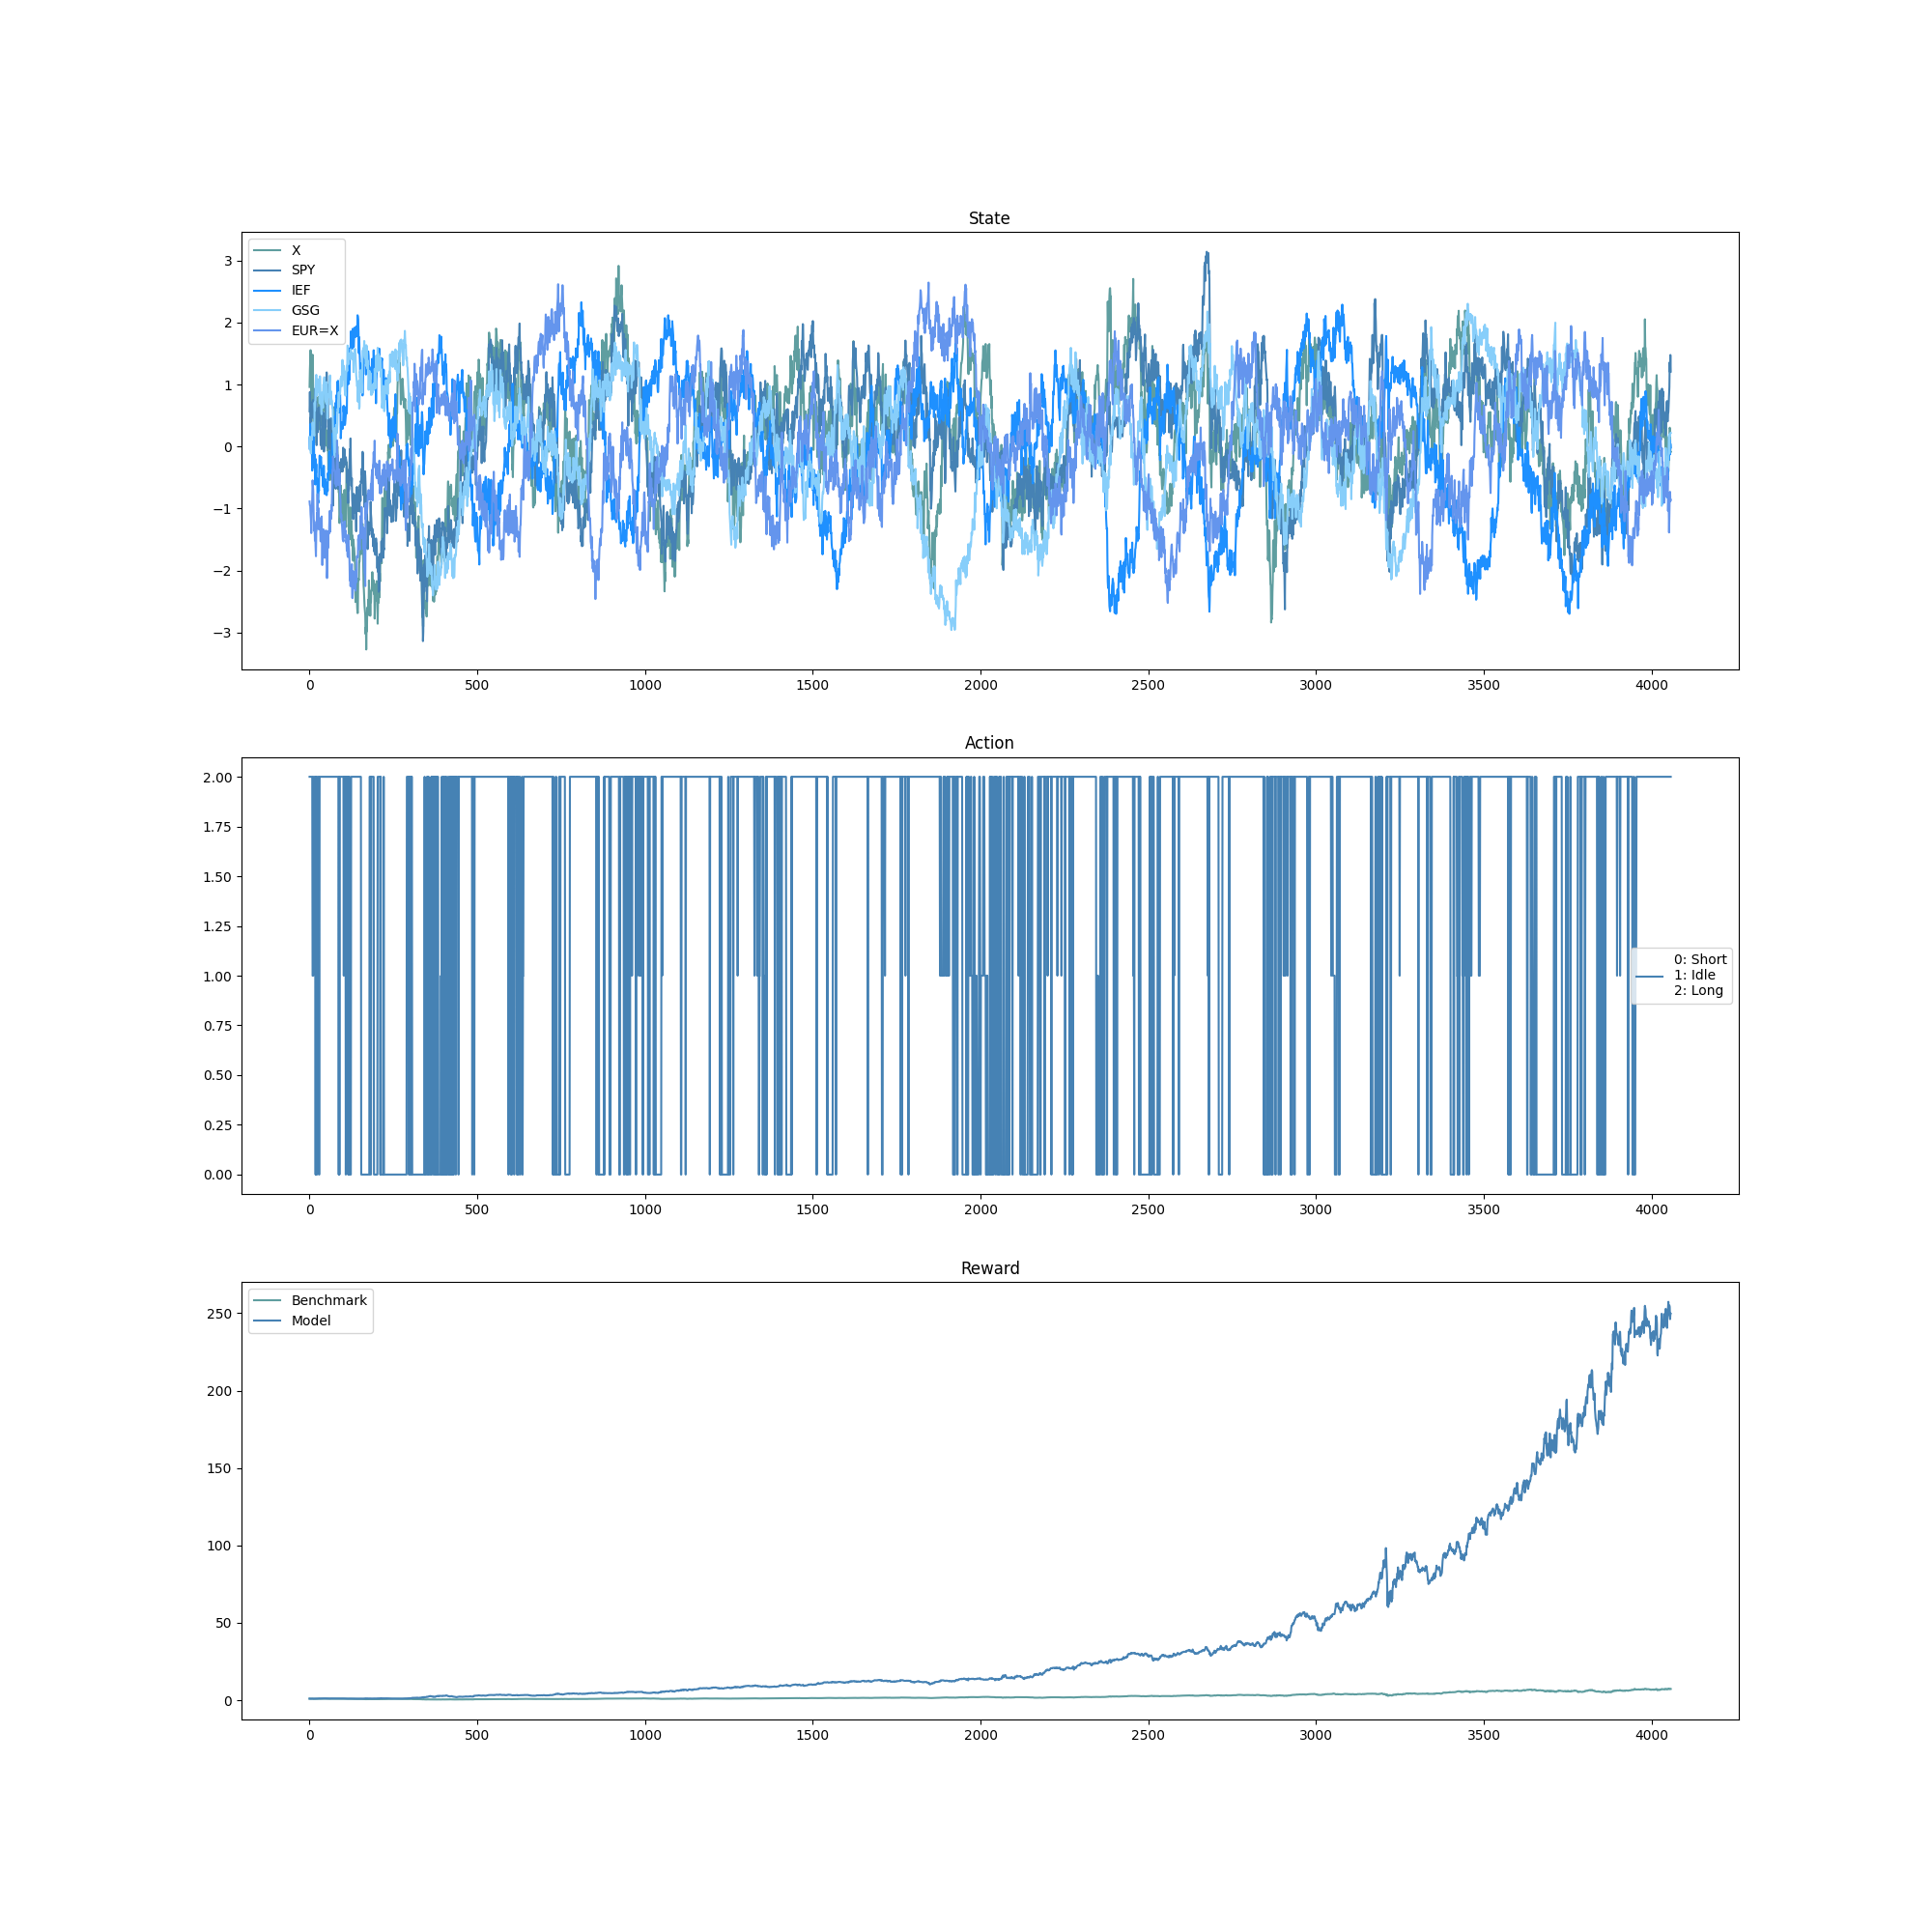 State
X
SPY
IEF
GSG
EUR=X
3
2
1
0
−1
−2
−3
0 500 1000 1500 2000 2500 3000 3500 4000
Action
2.00
1.75
1.50
1.25
1.00
0.75
0.50
0.25
0.00
0: Short
1: Idle
2: Long
0 500 1000 1500 2000 2500 3000 3500 4000
Reward
Benchmark
Model
250
200
150
100
50
0
0 500 1000 1500 2000 2500 3000 3500 4000